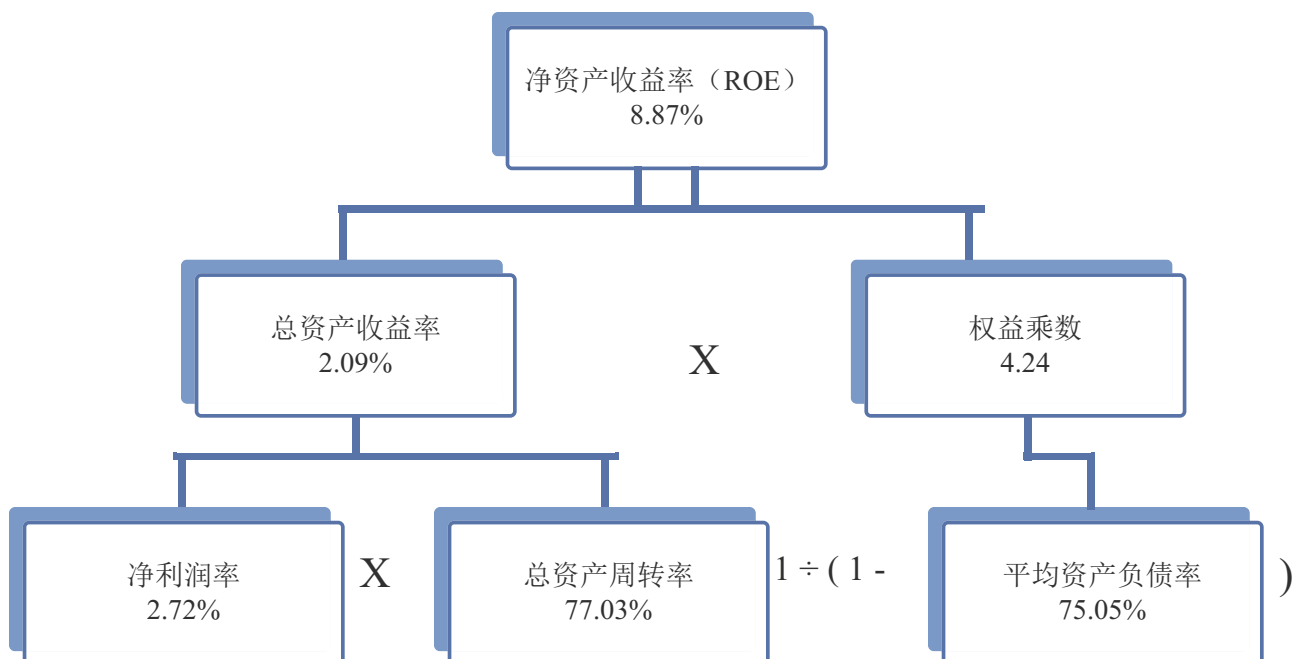 净资产收益率（ROE）
8.87%
总资产收益率
2.09%
X
权益乘数
4.24
净利润率
2.72%
X
总资产周转率
77.03%
1 ÷ ( 1 -
平均资产负债率
75.05%
)